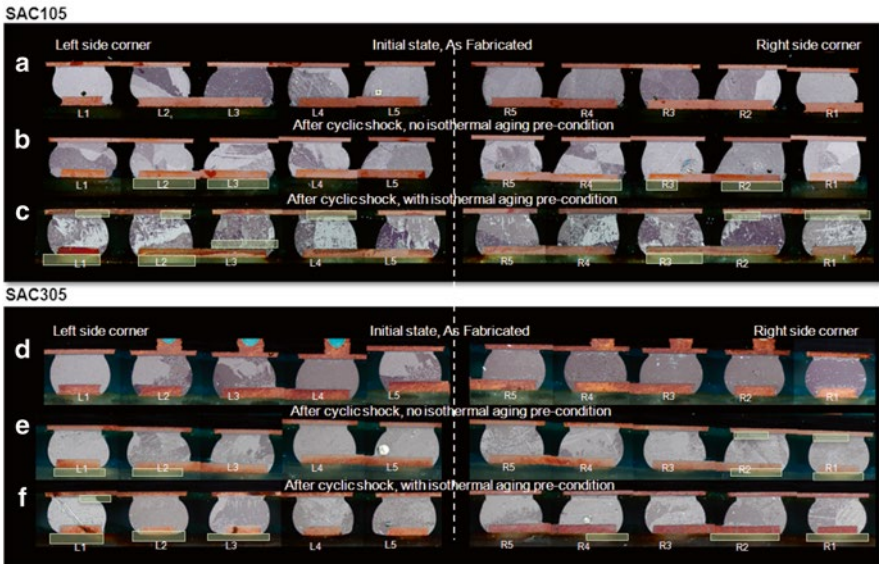 SAC105
Left side corner Initial state, As Fabricated Right side corner
a
L1 L2, L3 L4 L5 R5 R4 R3 R2 R1
After cyclic shock, no isothermal aging pre-condition
b
L1 L2 L3 L4 L5 R5 R4 R3 R2 R1
After cyclic shock, with isothermal aging pre-condition
c
L1 L2 L3 L4 L5 R5 R4 R3 R2 R1
SAC305
Left side corner Initial state, As Fabricated Right side corner
d
L1 L2 L3 L4 L5 R5 R4 R3 R2 R1
After cyclic shock, no isothermal aging pre-condition
e
L1 L2 L3 L4 L5 R5 R4 R3 R2 R1
After cyclic shock, with isothermal aging pre-condition
f
L1 L2 L3 L4 L5 R5 R4 R3 R2 R1